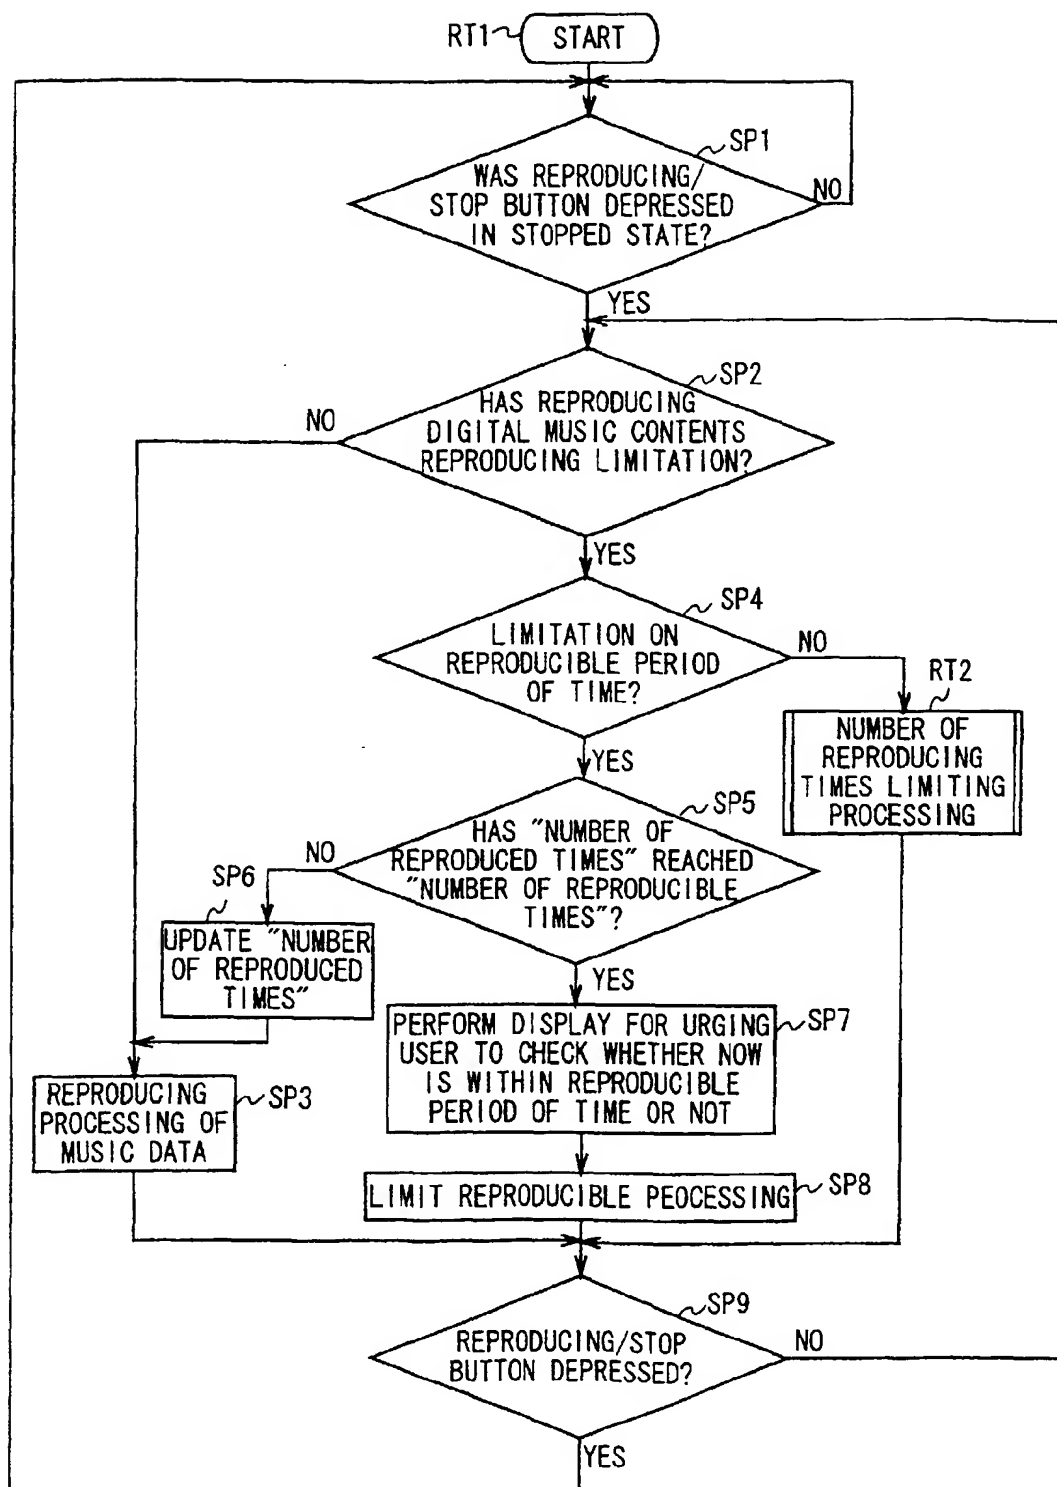 RT1
START
SP1
WAS REPRODUCING/
STOP BUTTON DEPRESSED
IN STOPPED STATE?
NO
YES
SP2
HAS REPRODUCING
DIGITAL MUSIC CONTENTS
REPRODUCING LIMITATION?
NO
YES
SP4
LIMITATION ON
REPRODUCIBLE PERIOD
OF TIME?
NO
RT2
NUMBER OF
REPRODUCING
TIMES LIMITING
PROCESSING
YES
SP5
HAS "NUMBER OF
REPRODUCED TIMES" REACHED
"NUMBER OF REPRODUCIBLE
TIMES"?
NO
SP6
UPDATE "NUMBER
OF REPRODUCED
TIMES"
YES
PERFORM DISPLAY FOR URGING
USER TO CHECK WHETHER NOW
IS WITHIN REPRODUCIBLE
PERIOD OF TIME OR NOT
SP7
REPRODUCING
PROCESSING OF
MUSIC DATA
SP3
LIMIT REPRODUCIBLE PEOCESSING
SP8
SP9
REPRODUCING/STOP
BUTTON DEPRESSED?
NO
YES